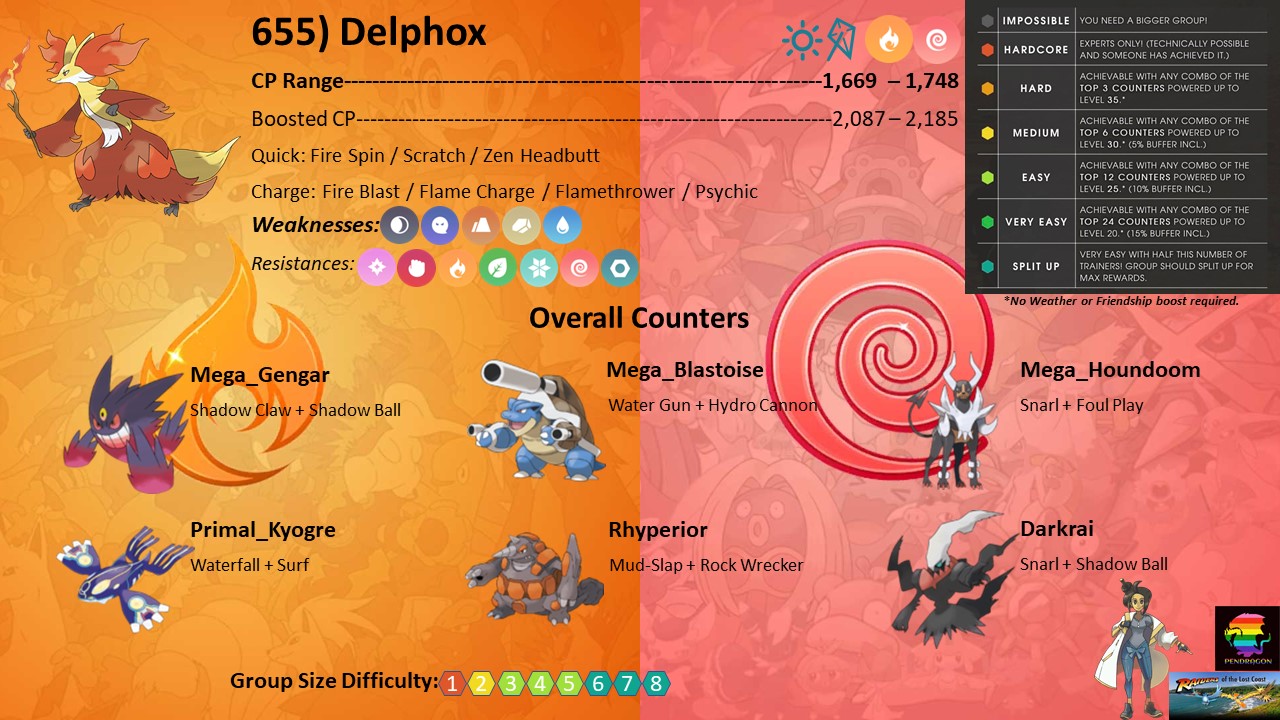 655) Delphox
CP Range--------------------------------------------------------------------1,669 – 1,748
Boosted CP--------------------------------------------------------------------2,087 – 2,185
Quick: Fire Spin / Scratch / Zen Headbutt
Charge: Fire Blast / Flame Charge / Flamethrower / Psychic
Weaknesses:
Resistances:
IMPOSSIBLE YOU NEED A BIGGER GROUP!
HARDCORE EXPERTS ONLY! (TECHNICALLY POSSIBLE
AND SOMEONE HAS ACHIEVED IT.)
HARD ACHIEVABLE WITH ANY COMBO OF THE
TOP 3 COUNTERS POWERED UP TO
LEVEL 35.*
MEDIUM ACHIEVABLE WITH ANY COMBO OF THE
TOP 6 COUNTERS POWERED UP TO
LEVEL 30.* (5% BUFFER INCL.)
EASY ACHIEVABLE WITH ANY COMBO OF THE
TOP 12 COUNTERS POWERED UP TO
LEVEL 25.* (10% BUFFER INCL.)
VERY EASY ACHIEVABLE WITH ANY COMBO OF THE
TOP 24 COUNTERS POWERED UP TO
LEVEL 20.* (15% BUFFER INCL.)
SPLIT UP VERY EASY WITH HALF THIS NUMBER OF
TRAINERS! GROUP SHOULD SPLIT UP FOR
MAX REWARDS.
*No Weather or Friendship boost required.
Overall Counters
Mega_Gengar
Shadow Claw + Shadow Ball
Mega_Blastoise
Water Gun + Hydro Cannon
Mega_Houndoom
Snarl + Foul Play
Primal_Kyogre
Waterfall + Surf
Rhyperior
Mud-Slap + Rock Wrecker
Darkrai
Snarl + Shadow Ball
Group Size Difficulty: 1 2 3 4 5 6 7 8
PENDRAGON
RAIDERS of the Lost Coast